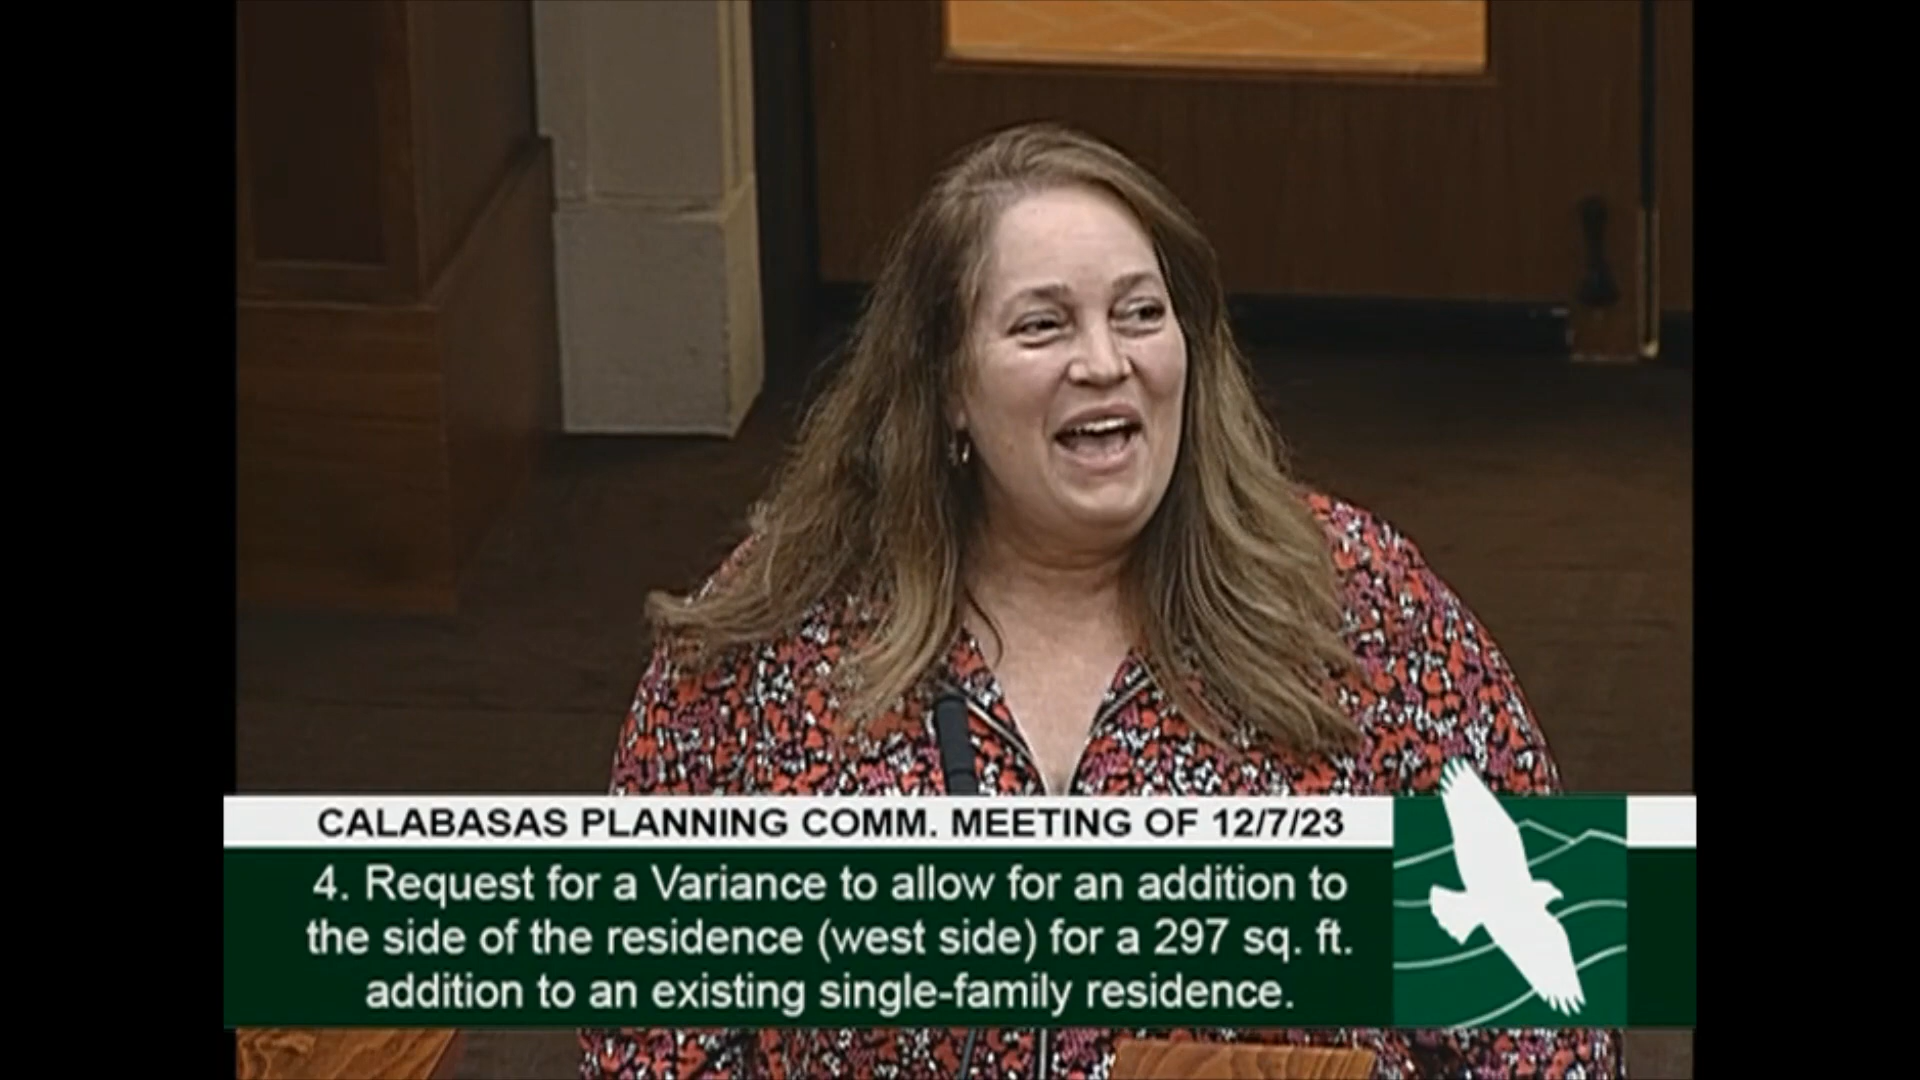 CALABASAS PLANNING COMM. MEETING OF 12/7/23
4. Request for a Variance to allow for an addition to
the side of the residence (west side) for a 297 sq. ft.
addition to an existing single-family residence.